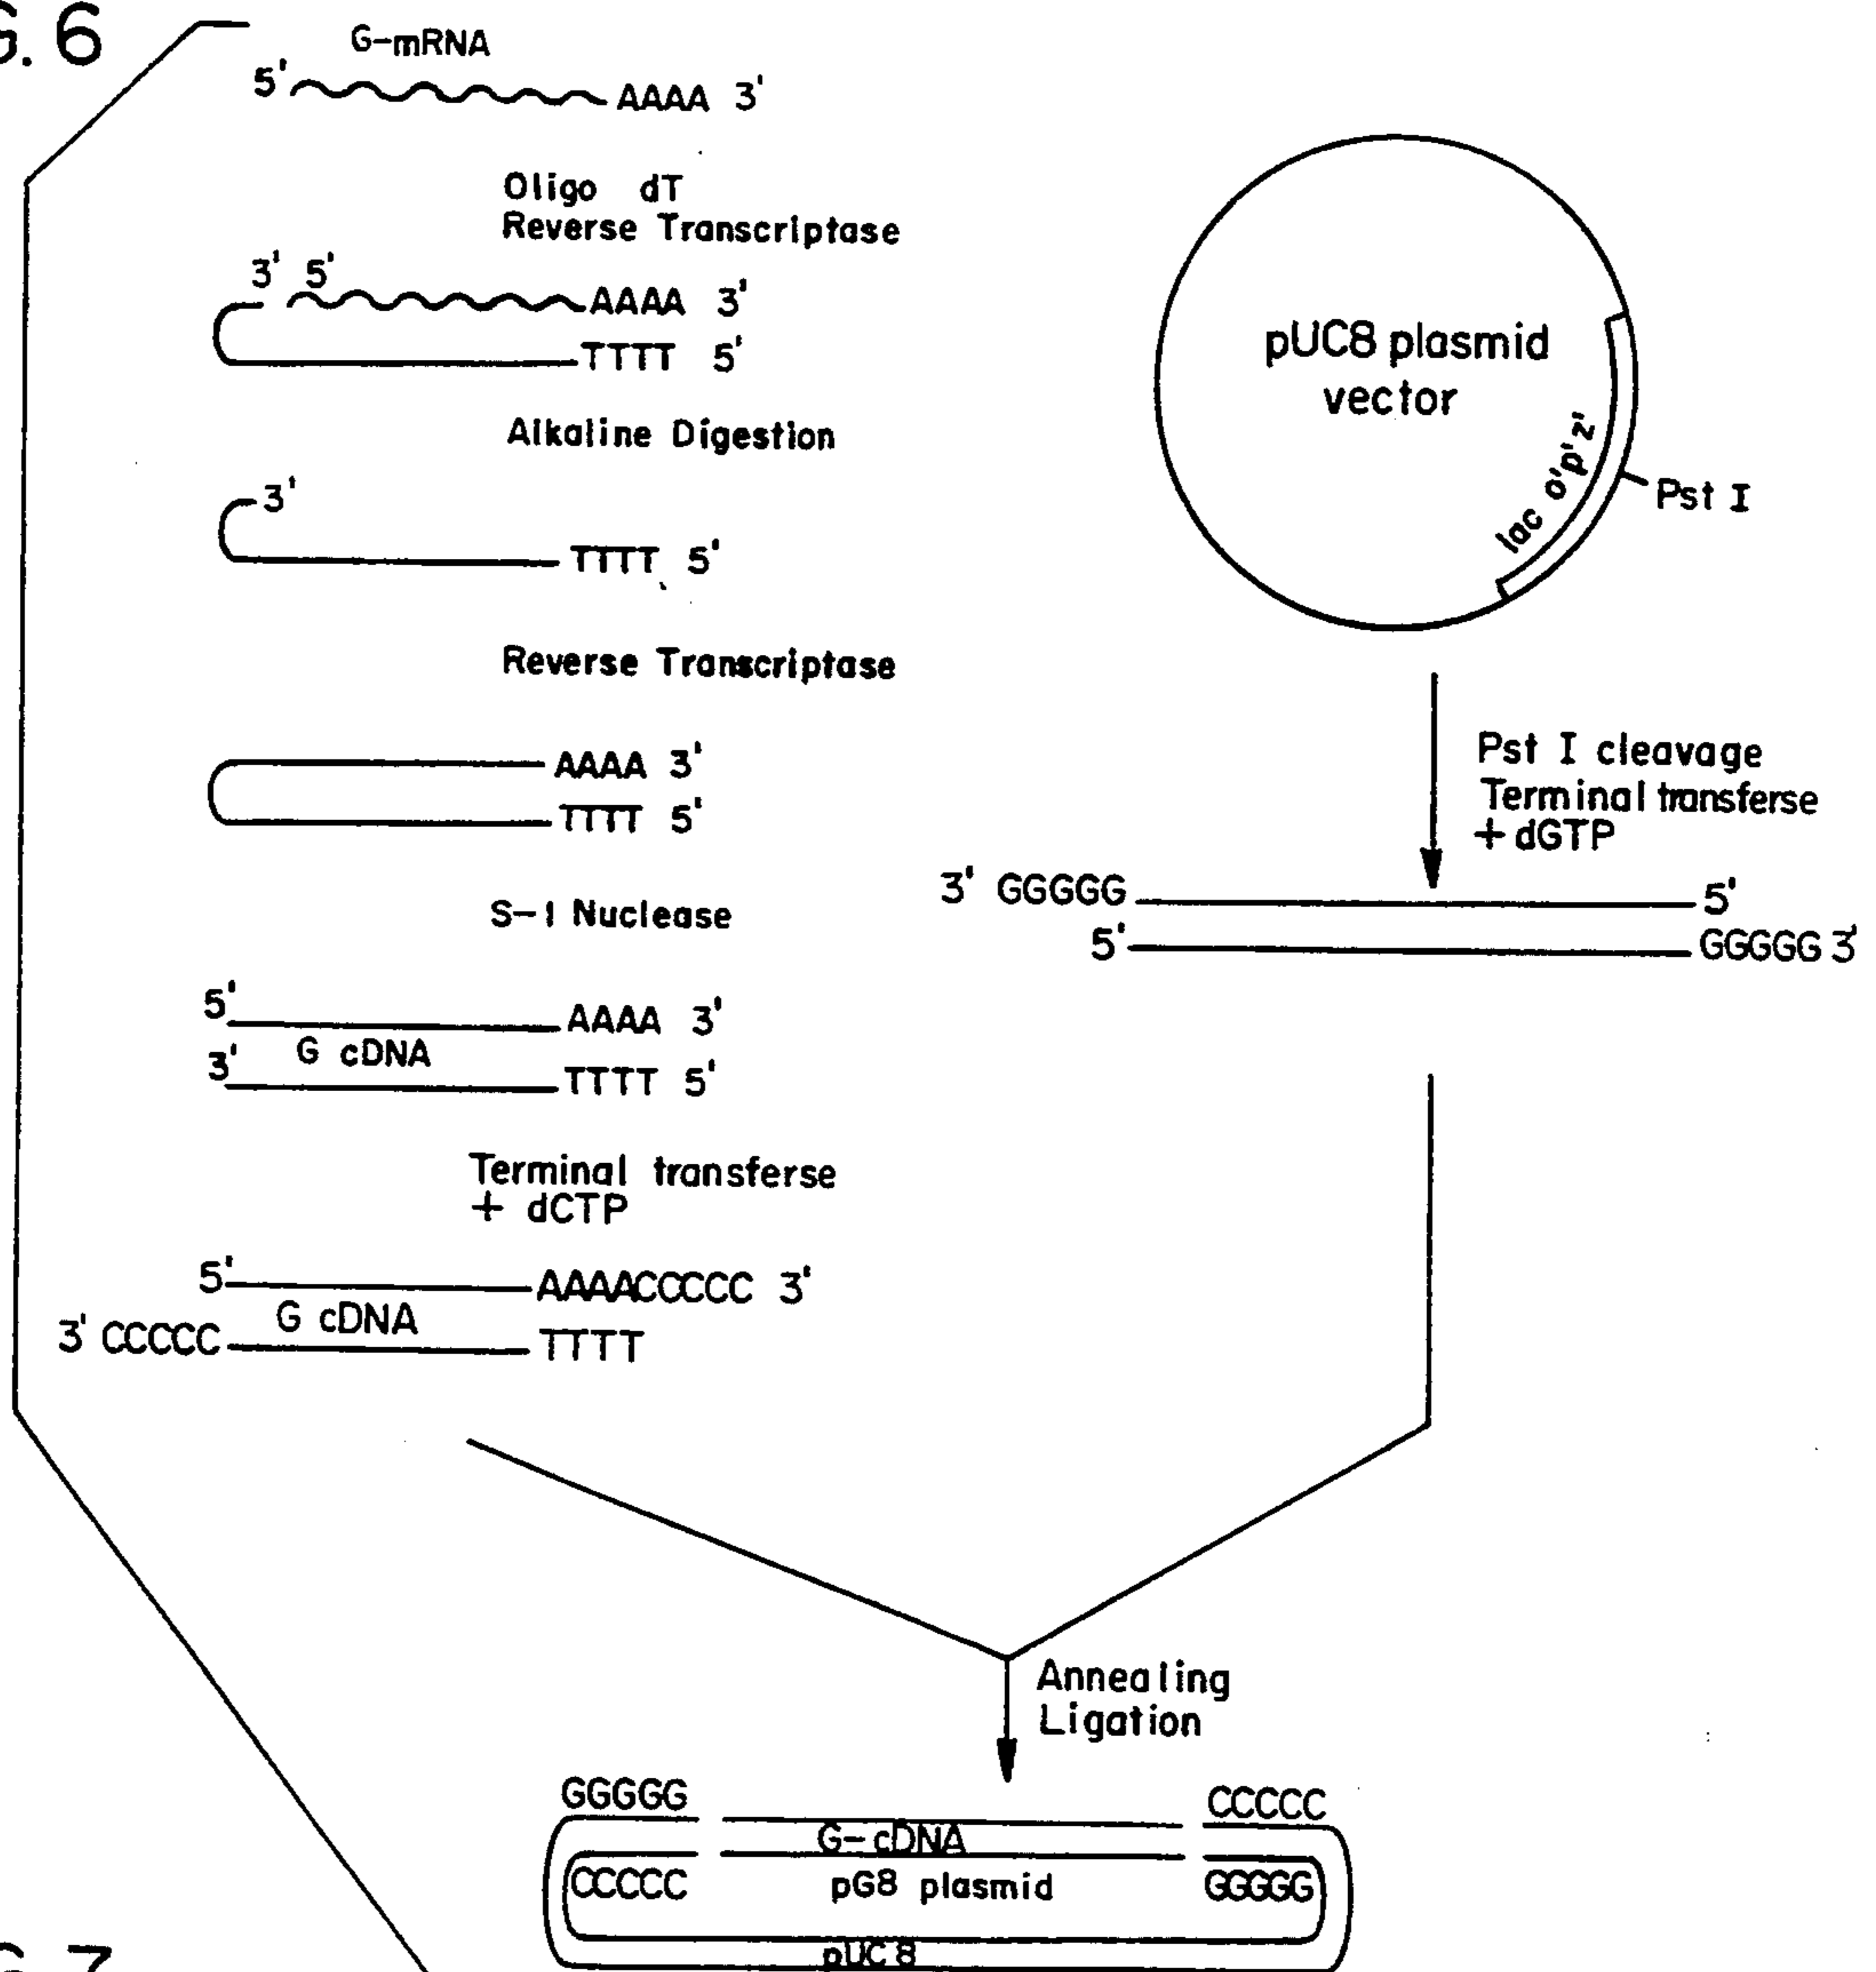 G. 6
G-mRNA
5' AAAA 3'
Oligo dT
Reverse Transcriptase
3' 5'
AAAA 3'
TTTT 5'
Alkaline Digestion
3'
TTTT 5'
Reverse Transcriptase
AAAA 3'
TTTT 5'
S-1 Nuclease
5'
AAAA 3'
G cDNA
3'
TTTT 5'
Terminal transferse
+ dCTP
5' AAAACCCCC 3'
G cDNA
3' CCCCC TTTT
pUC8 plasmid
vector
lac o'p'z'
Pst I
Pst I cleavage
Terminal transferse
+ dGTP
3' GGGGG 5'
5' GGGGG 3'
Annealing
Ligation
GGGGG CCCCC
G-cDNA
CCCCC pG8 plasmid GGGGG
pUC 8
7